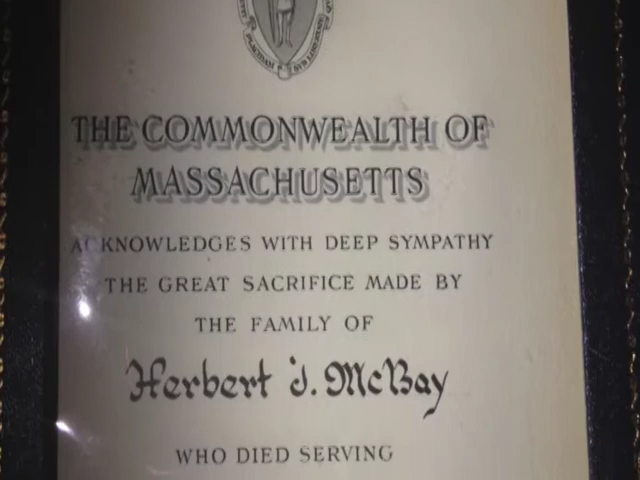 THE COMMONWEALTH OF
MASSACHUSETTS
ACKNOWLEDGES WITH DEEP SYMPATHY
THE GREAT SACRIFICE MADE BY
THE FAMILY OF
Herbert J. McBay
WHO DIED SERVING